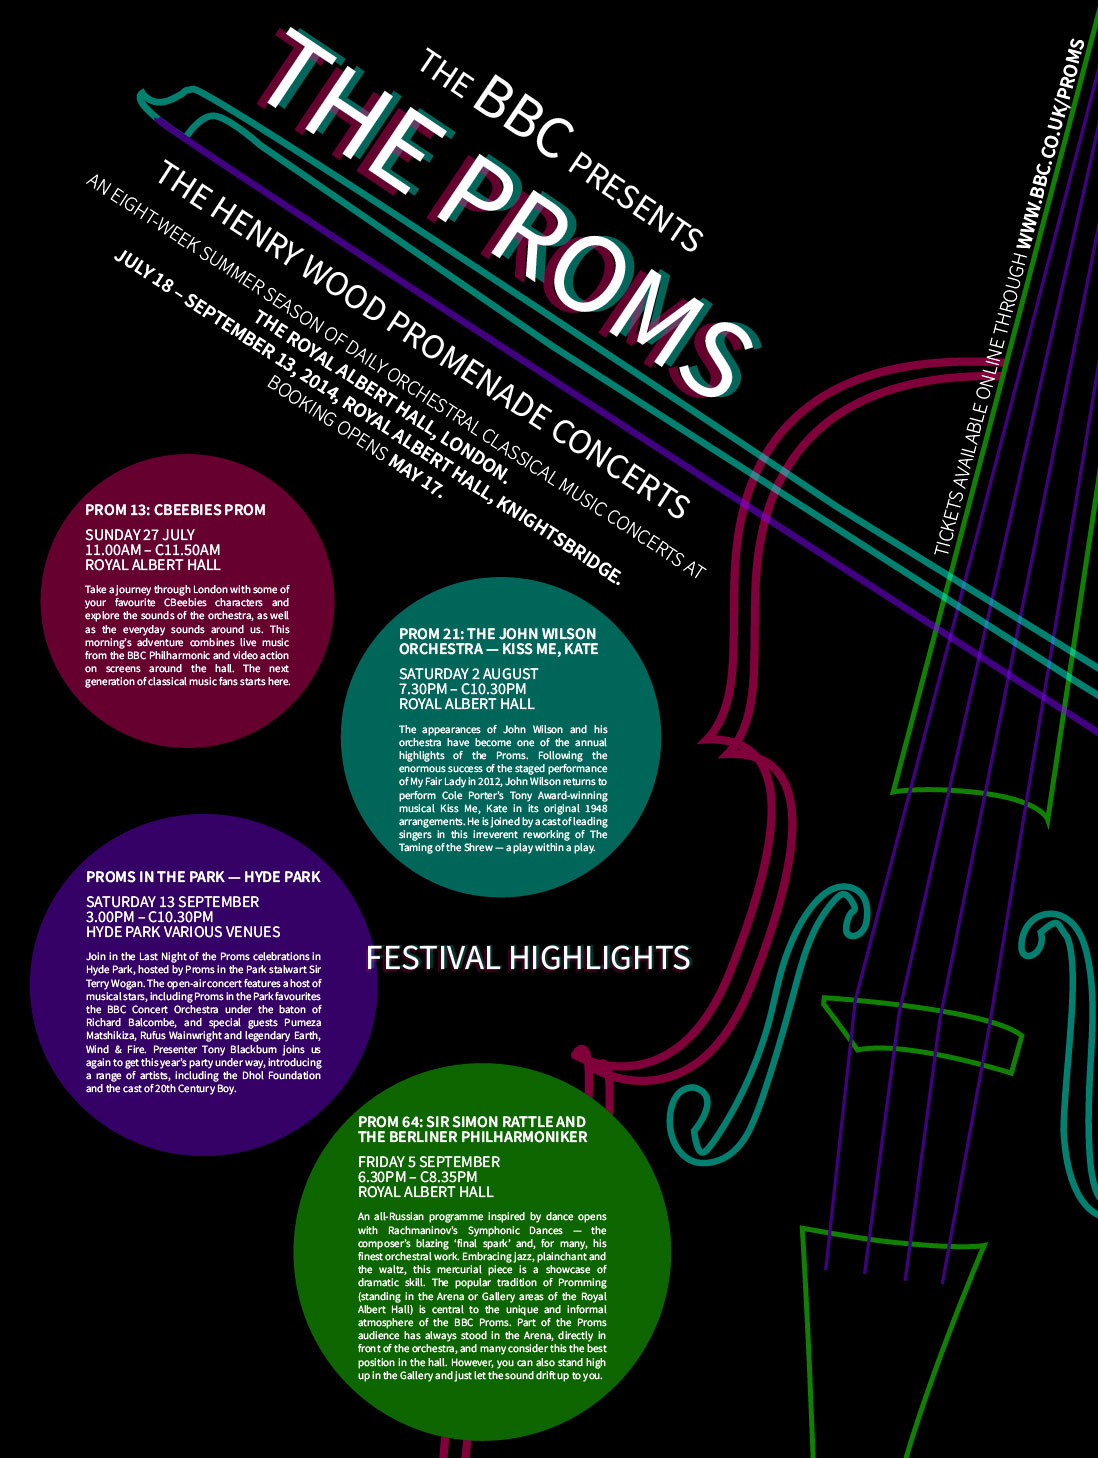 THE BBC PRESENTS
THE PROMS
THE HENRY WOOD PROMENADE CONCERTS
AN EIGHT-WEEK SUMMER SEASON OF DAILY ORCHESTRAL CLASSICAL MUSIC CONCERTS AT
THE ROYAL ALBERT HALL, LONDON.
JULY 18 – SEPTEMBER 13, 2014, ROYAL ALBERT HALL, KNIGHTSBRIDGE.
BOOKING OPENS MAY 17.
TICKETS AVAILABLE ONLINE THROUGH WWW.BBC.CO.UK/PROMS
PROM 13: CBEEBIES PROM
SUNDAY 27 JULY
11.00AM – C11.50AM
ROYAL ALBERT HALL
Take a journey through London with some of
your favourite CBeebies characters and
explore the sounds of the orchestra, as well
as the everyday sounds around us. This
morning's adventure combines live music
from the BBC Philharmonic and video action
on screens around the hall. The next
generation of classical music fans starts here.
PROM 21: THE JOHN WILSON
ORCHESTRA — KISS ME, KATE
SATURDAY 2 AUGUST
7.30PM – C10.30PM
ROYAL ALBERT HALL
The appearances of John Wilson and his
orchestra have become one of the annual
highlights of the Proms. Following the
enormous success of the staged performance
of My Fair Lady in 2012, John Wilson returns to
perform Cole Porter's Tony Award-winning
musical Kiss Me, Kate in its original 1948
arrangements. He is joined by a cast of leading
singers in this irreverent reworking of The
Taming of the Shrew — a play within a play.
PROMS IN THE PARK — HYDE PARK
SATURDAY 13 SEPTEMBER
3.00PM – C10.30PM
HYDE PARK VARIOUS VENUES
Join in the Last Night of the Proms celebrations in
Hyde Park, hosted by Proms in the Park stalwart Sir
Terry Wogan. The open-air concert features a host of
musical stars, including Proms in the Park favourites
the BBC Concert Orchestra under the baton of
Richard Balcombe, and special guests Pumeza
Matshikiza, Rufus Wainwright and legendary Earth,
Wind & Fire. Presenter Tony Blackburn joins us
again to get this year's party under way, introducing
a range of artists, including the Dhol Foundation
and the cast of 20th Century Boy.
FESTIVAL HIGHLIGHTS
PROM 64: SIR SIMON RATTLE AND
THE BERLINER PHILHARMONIKER
FRIDAY 5 SEPTEMBER
6.30PM – C8.35PM
ROYAL ALBERT HALL
An all-Russian programme inspired by dance opens
with Rachmaninov's Symphonic Dances — the
composer's blazing 'final spark' and, for many, his
finest orchestral work. Embracing jazz, plainchant and
the waltz, this mercurial piece is a showcase of
dramatic skill. The popular tradition of Promming
(standing in the Arena or Gallery areas of the Royal
Albert Hall) is central to the unique and informal
atmosphere of the BBC Proms. Part of the Proms
audience has always stood in the Arena, directly in
front of the orchestra, and many consider this the best
position in the hall. However, you can also stand high
up in the Gallery and just let the sound drift up to you.